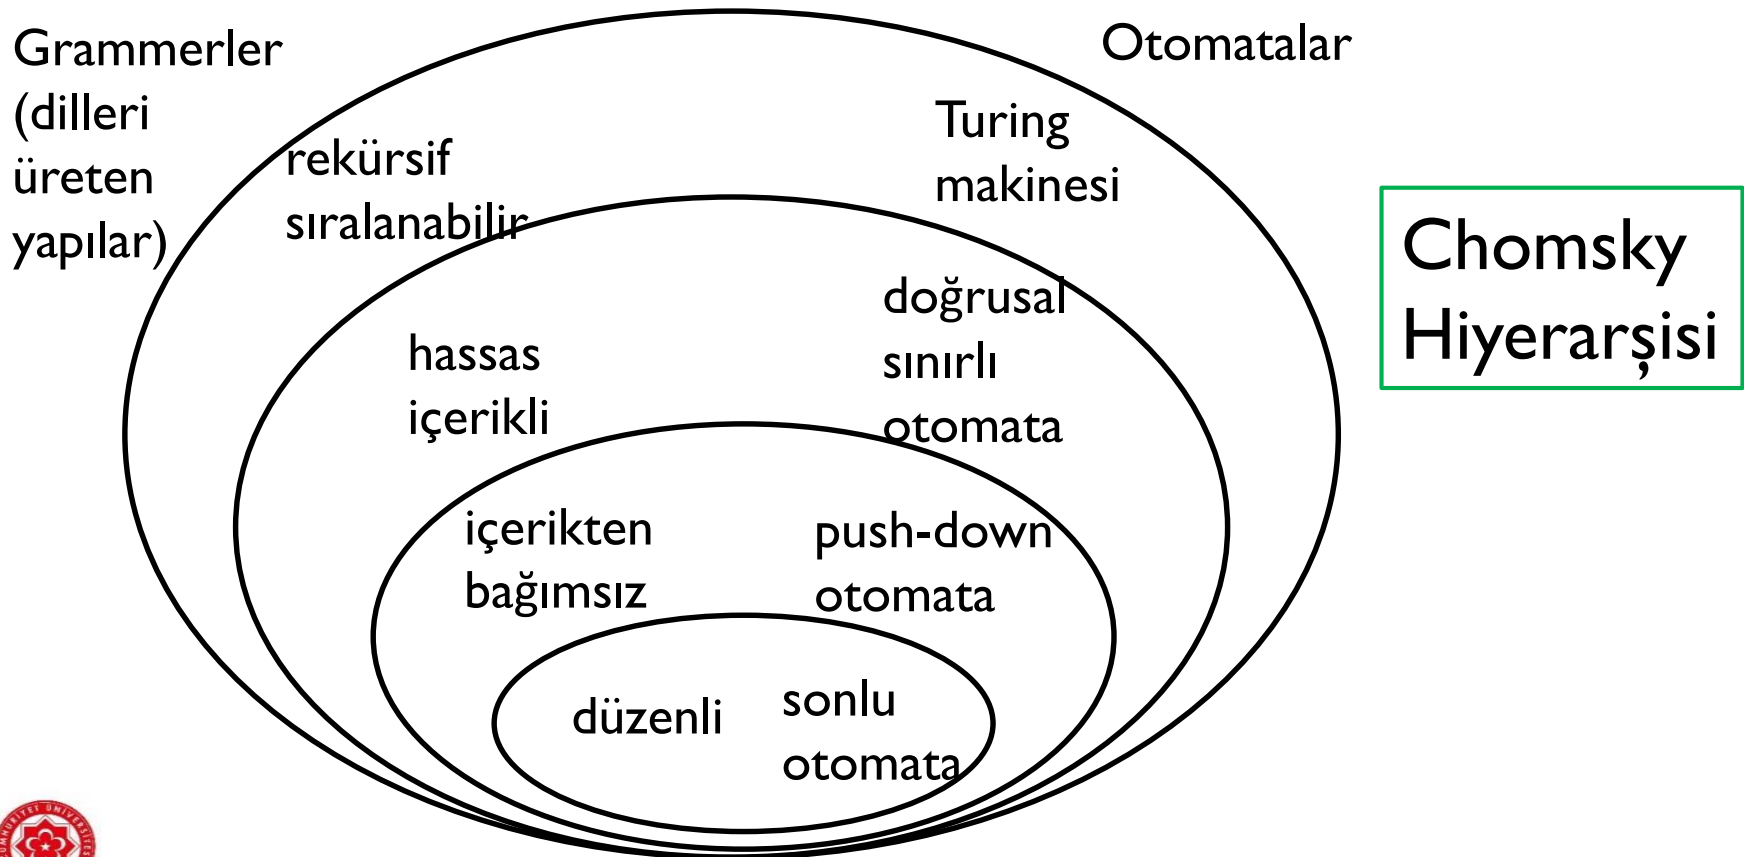 Grammerler
(dilleri
üreten
yapılar)
Otomatalar
rekürsif
sıralanabilir
Turing
makinesi
Chomsky
Hiyerarşisi
hassas
içerikli
doğrusal
sınırlı
otomata
içerikten
bağımsız
push-down
otomata
düzenli
sonlu
otomata